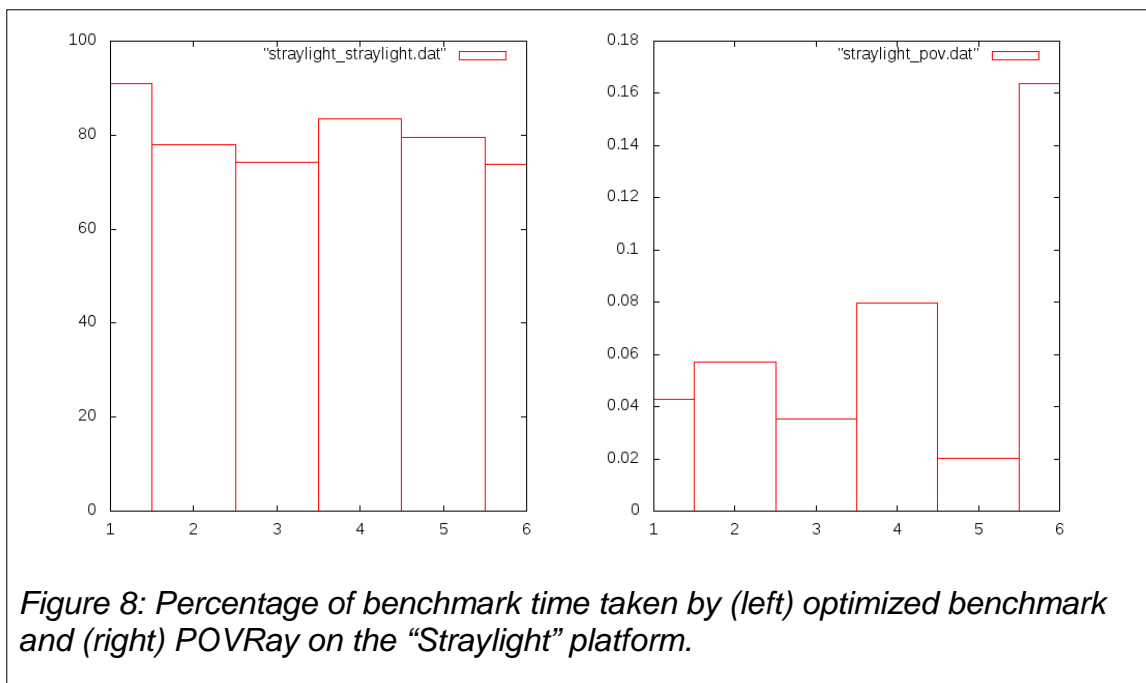 100
80
60
40
20
0
1 2 3 4 5 6
"straylight_straylight.dat"
0.18
0.16
0.14
0.12
0.1
0.08
0.06
0.04
0.02
0
1 2 3 4 5 6
"straylight_pov.dat"
Figure 8: Percentage of benchmark time taken by (left) optimized benchmark
and (right) POVRay on the “Straylight” platform.